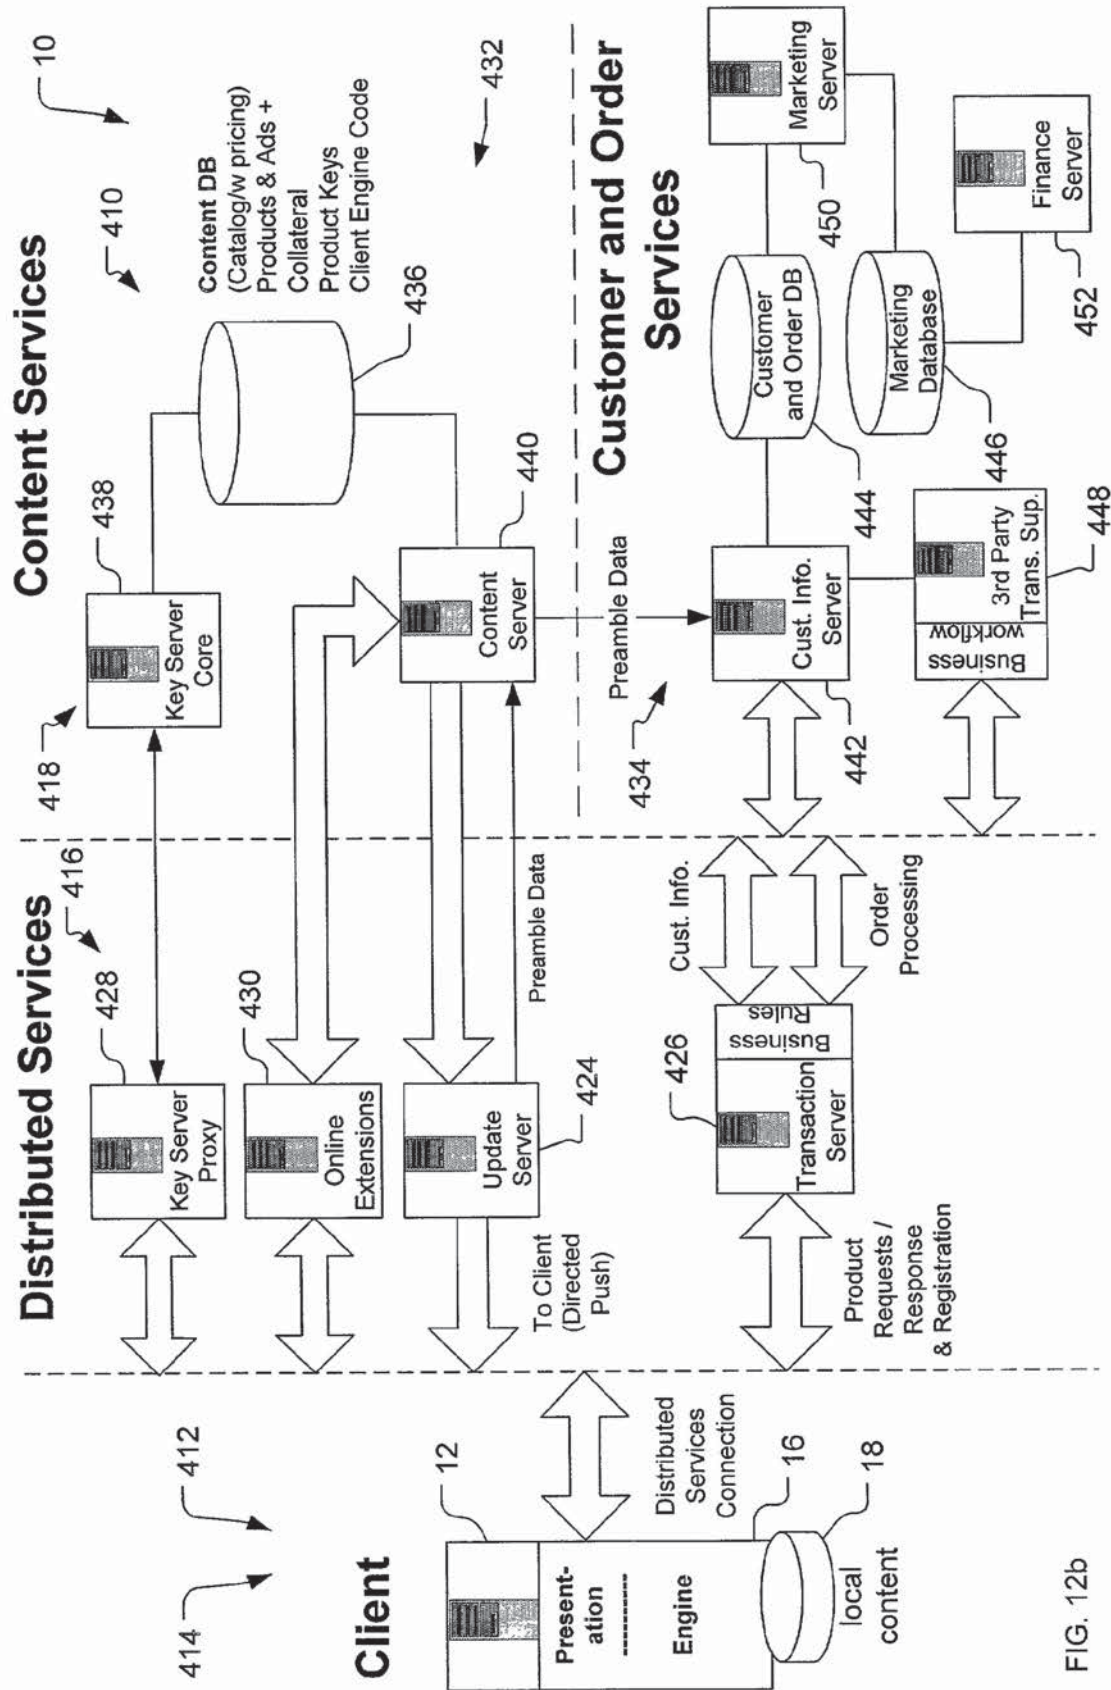 Client
414
412
12
Present-
ation
Engine
16
18
local
content
Distributed
Services
Connection
Distributed Services
416
428
Key Server
Proxy
430
Online
Extensions
Update
Server
424
To Client
(Directed
Push)
Preamble Data
426
Transaction
Server
Business
Rules
Product
Requests /
Response
& Registration
Cust. Info.
Order
Processing
Content Services
10
410
418
438
Key Server
Core
Content DB
(Catalog/w pricing)
Products & Ads +
Collateral
Product Keys
Client Engine Code
436
432
Content
Server
440
Preamble Data
Customer and Order
Services
434
Cust. Info.
Server
442
Customer
and Order DB
444
Marketing
Server
450
Marketing
Database
446
Finance
Server
452
Business
workflow
3rd Party
Trans. Sup.
448
FIG. 12b